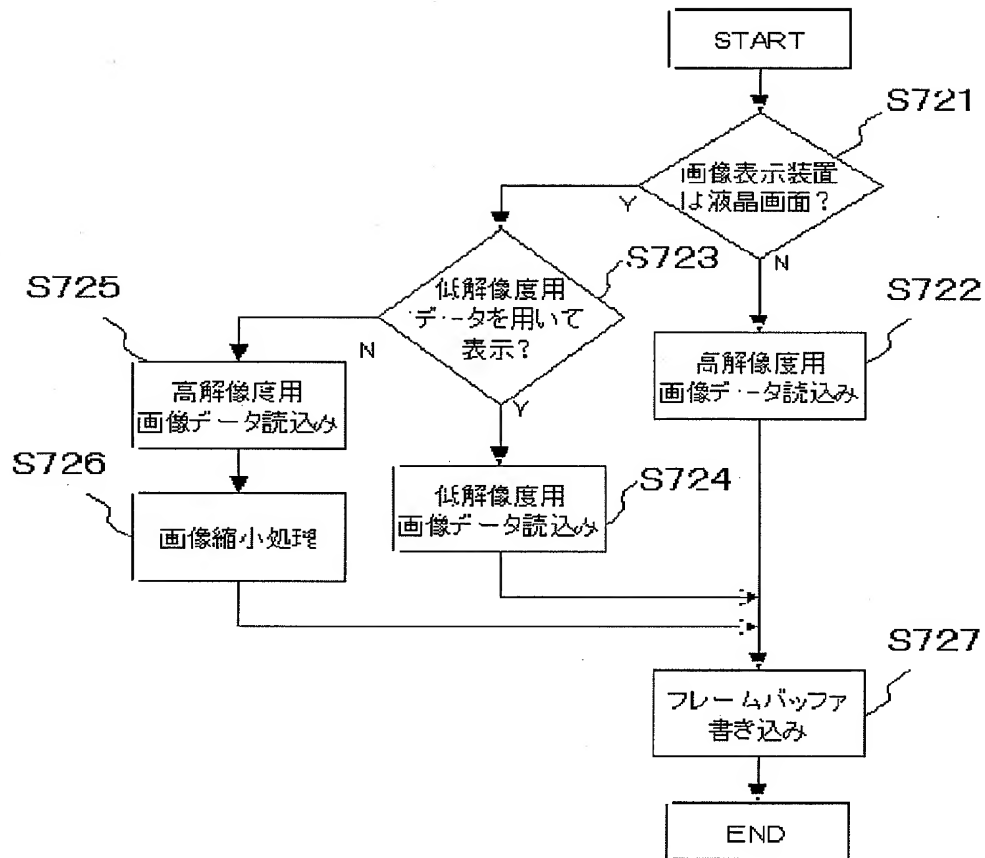 START
S721
画像表示装置
は液晶画面?
Y
N
S723
低解像度用
データを用いて
表示?
N
Y
S725
高解像度用
画像データ読込み
S722
高解像度用
画像データ読込み
S726
画像縮小処理
S724
低解像度用
画像データ読込み
S727
フレームバッファ
書き込み
END